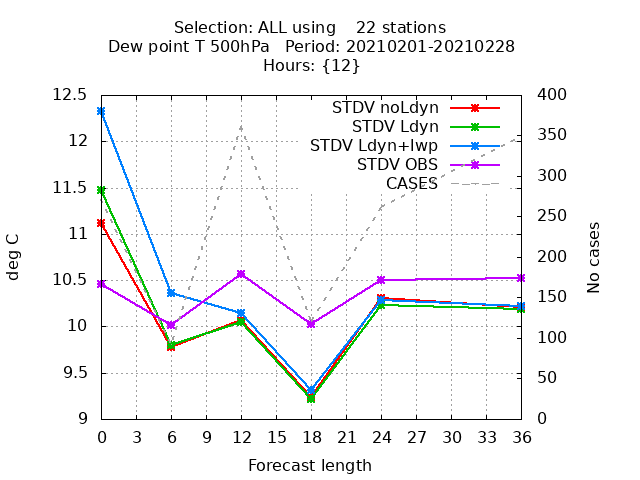 Selection: ALL using    22 stations
Dew point T 500hPa   Period: 20210201-20210228
Hours: {12}
STDV noLdyn
STDV Ldyn
STDV Ldyn+lwp
STDV OBS
CASES
12.5
12
11.5
11
10.5
10
9.5
9
400
350
300
250
200
150
100
50
0
deg C
No cases
0 3 6 9 12 15 18 21 24 27 30 33 36
Forecast length